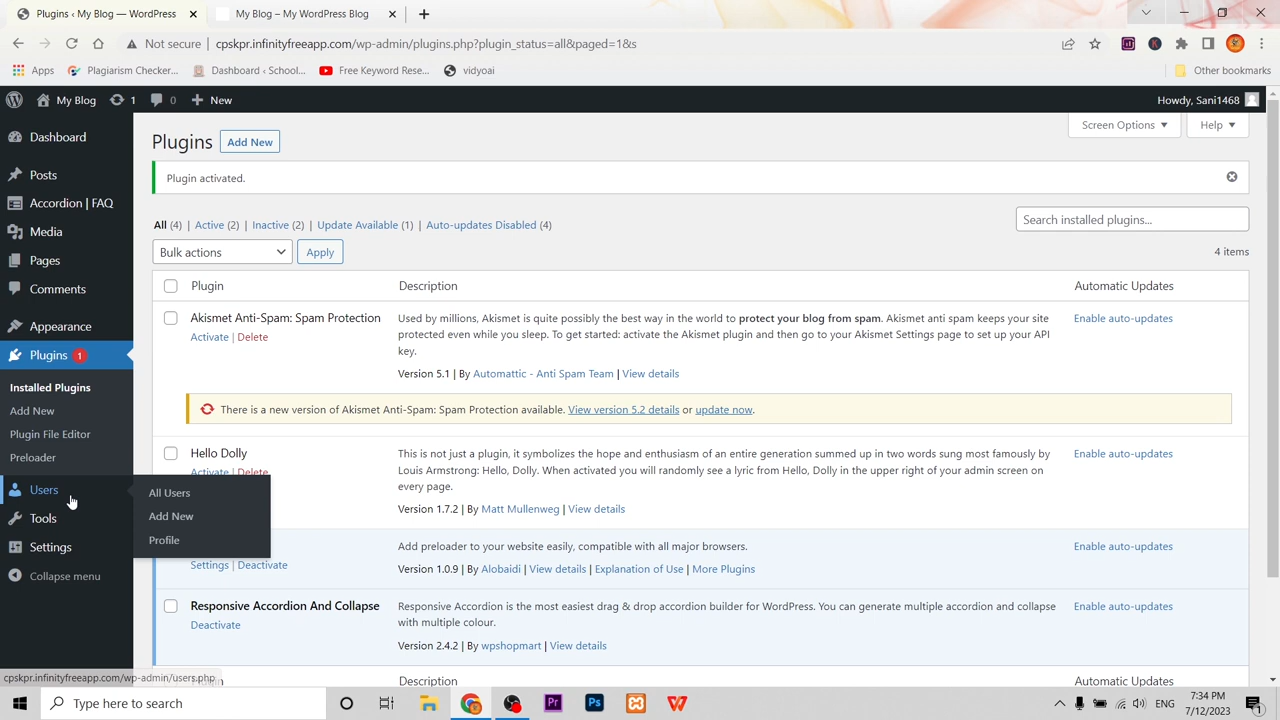 Plugins ‹ My Blog — WordPress
My Blog – My WordPress Blog
Not secure
cpskpr.infinityfreeapp.com/wp-admin/plugins.php?plugin_status=all&paged=1&s
Apps
Plagiarism Checker...
Dashboard ‹ School...
Free Keyword Rese...
vidyoai
Other bookmarks
My Blog
1
0
New
Howdy, Sani1468
Dashboard
Posts
Accordion | FAQ
Media
Pages
Comments
Appearance
Plugins 1
Installed Plugins
Add New
Plugin File Editor
Preloader
Users
Tools
Settings
Collapse menu
All Users
Add New
Profile
Plugins
Add New
Screen Options
Help
Plugin activated.
All (4) | Active (2) | Inactive (2) | Update Available (1) | Auto-updates Disabled (4)
Search installed plugins...
Bulk actions
Apply
4 items
Plugin
Description
Automatic Updates
Akismet Anti-Spam: Spam Protection
Activate | Delete
Used by millions, Akismet is quite possibly the best way in the world to protect your blog from spam. Akismet anti spam keeps your site
protected even while you sleep. To get started: activate the Akismet plugin and then go to your Akismet Settings page to set up your API
key.
Version 5.1 | By Automattic - Anti Spam Team | View details
Enable auto-updates
There is a new version of Akismet Anti-Spam: Spam Protection available. View version 5.2 details or update now.
Hello Dolly
Activate | Delete
This is not just a plugin, it symbolizes the hope and enthusiasm of an entire generation summed up in two words sung most famously by
Louis Armstrong: Hello, Dolly. When activated you will randomly see a lyric from Hello, Dolly in the upper right of your admin screen on
every page.
Version 1.7.2 | By Matt Mullenweg | View details
Enable auto-updates
Settings | Deactivate
Add preloader to your website easily, compatible with all major browsers.
Version 1.0.9 | By Alobaidi | View details | Explanation of Use | More Plugins
Enable auto-updates
Responsive Accordion And Collapse
Deactivate
Responsive Accordion is the most easiest drag & drop accordion builder for WordPress. You can generate multiple accordion and collapse
with multiple colour.
Version 2.4.2 | By wpshopmart | View details
Enable auto-updates
Description
Automatic Updates
cpskpr.infinityfreeapp.com/wp-admin/users.php
Type here to search
ENG
7:34 PM
7/12/2023
1